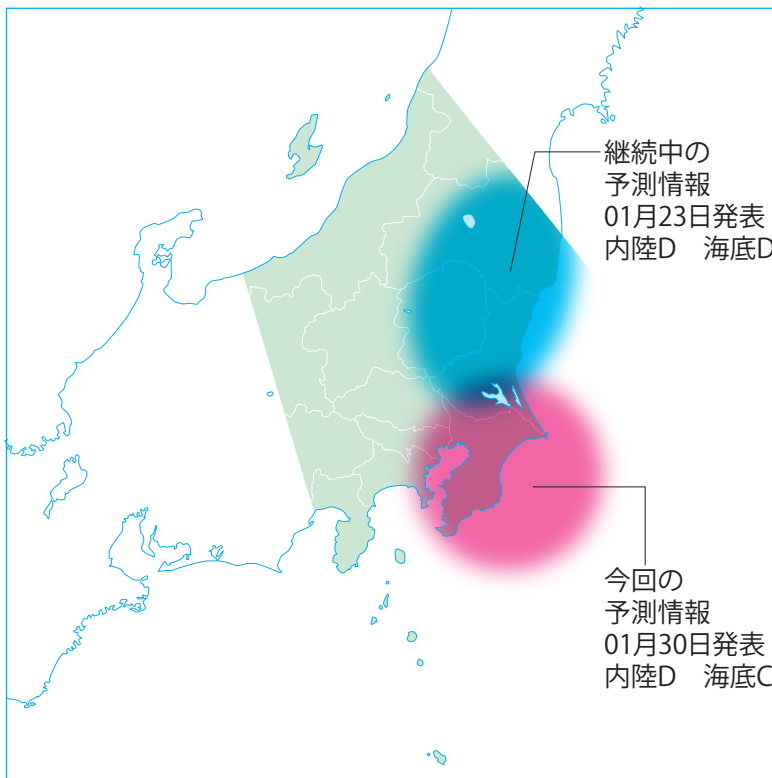 継続中の
予測情報
01月23日発表
内陸D　海底D
今回の
予測情報
01月30日発表
内陸D　海底C